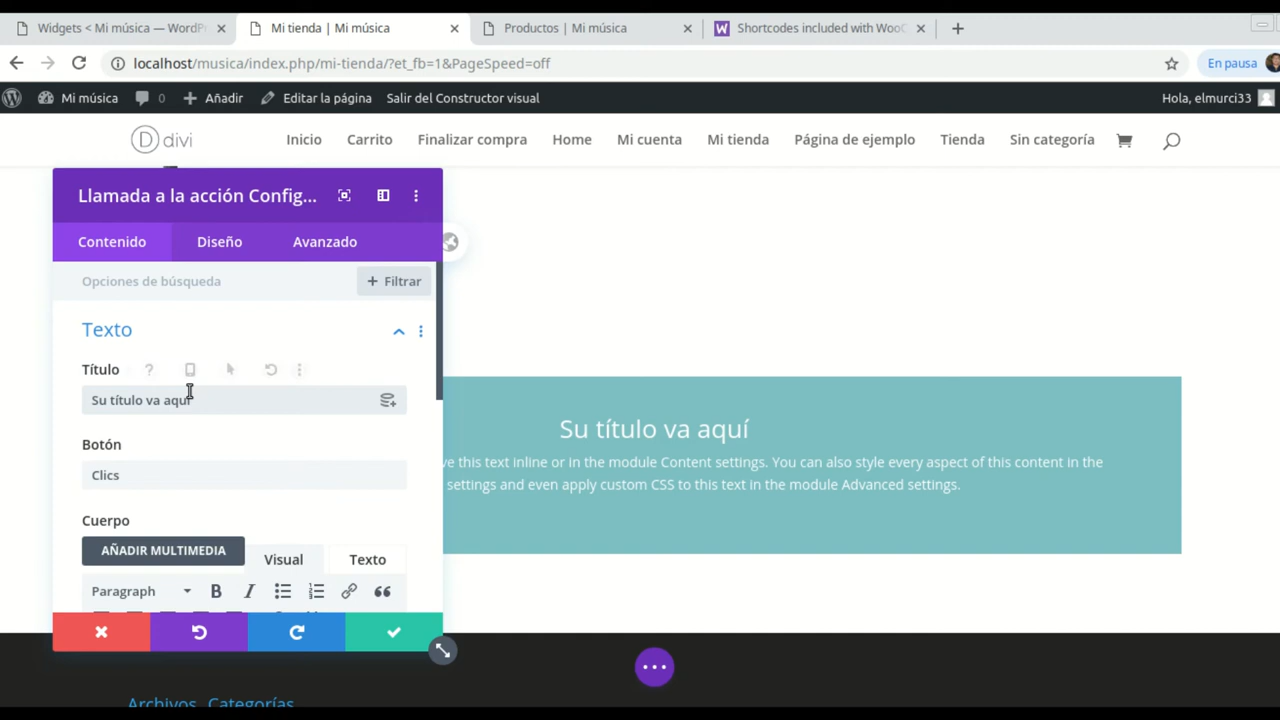 Widgets < Mi música — WordPr
Mi tienda | Mi música
Productos | Mi música
W Shortcodes included with WooC
localhost/musica/index.php/mi-tienda/?et_fb=1&PageSpeed=off
En pausa
Mi música
0
Añadir
Editar la página
Salir del Constructor visual
Hola, elmurci33
D divi
Inicio
Carrito
Finalizar compra
Home
Mi cuenta
Mi tienda
Página de ejemplo
Tienda
Sin categoría
Llamada a la acción Config...
Contenido
Diseño
Avanzado
Opciones de búsqueda
+ Filtrar
Texto
Título
Su título va aquí
Botón
Clics
Cuerpo
AÑADIR MULTIMEDIA
Visual
Texto
Paragraph
B
I
Su título va aquí
this text inline or in the module Content settings. You can also style every aspect of this content in the
settings and even apply custom CSS to this text in the module Advanced settings.
Archivos
Categorías